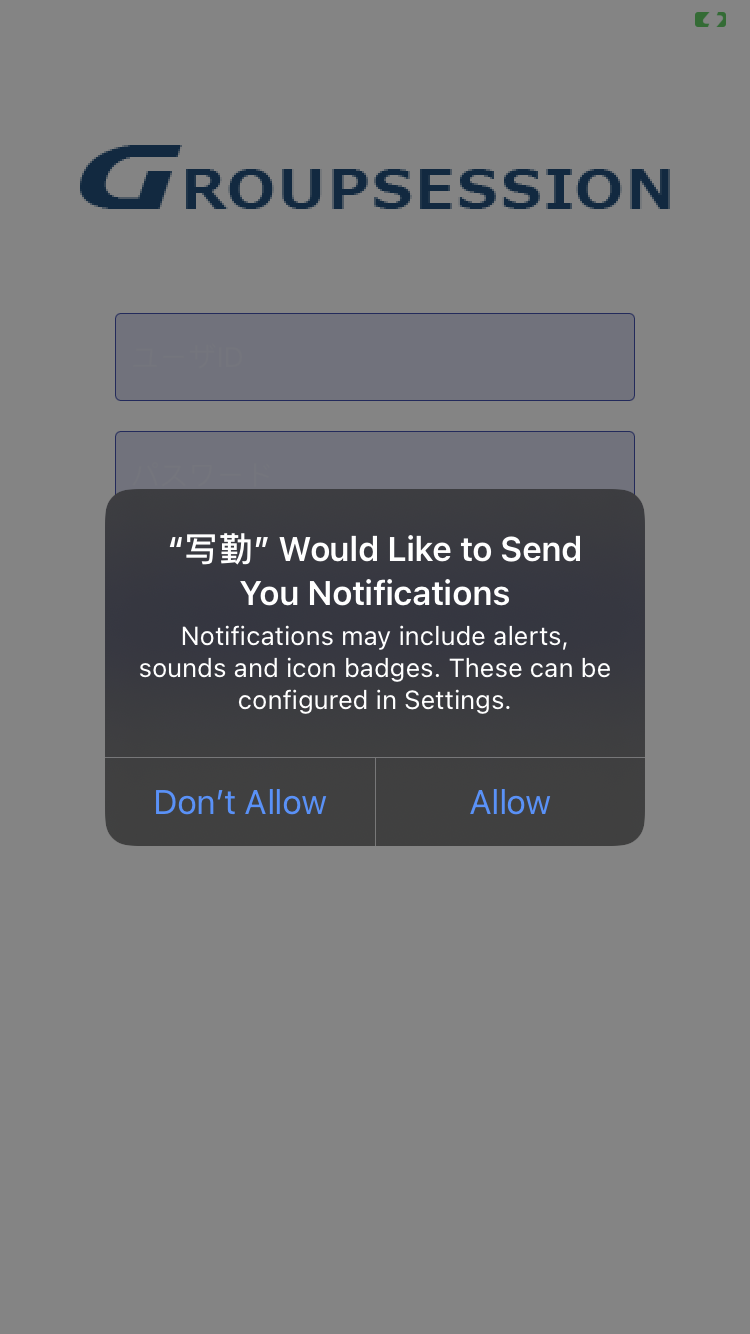 GROUPSESSION
ユーザID
パスワード
“写勤” Would Like to Send
You Notifications
Notifications may include alerts,
sounds and icon badges. These can be
configured in Settings.
Don’t Allow
Allow